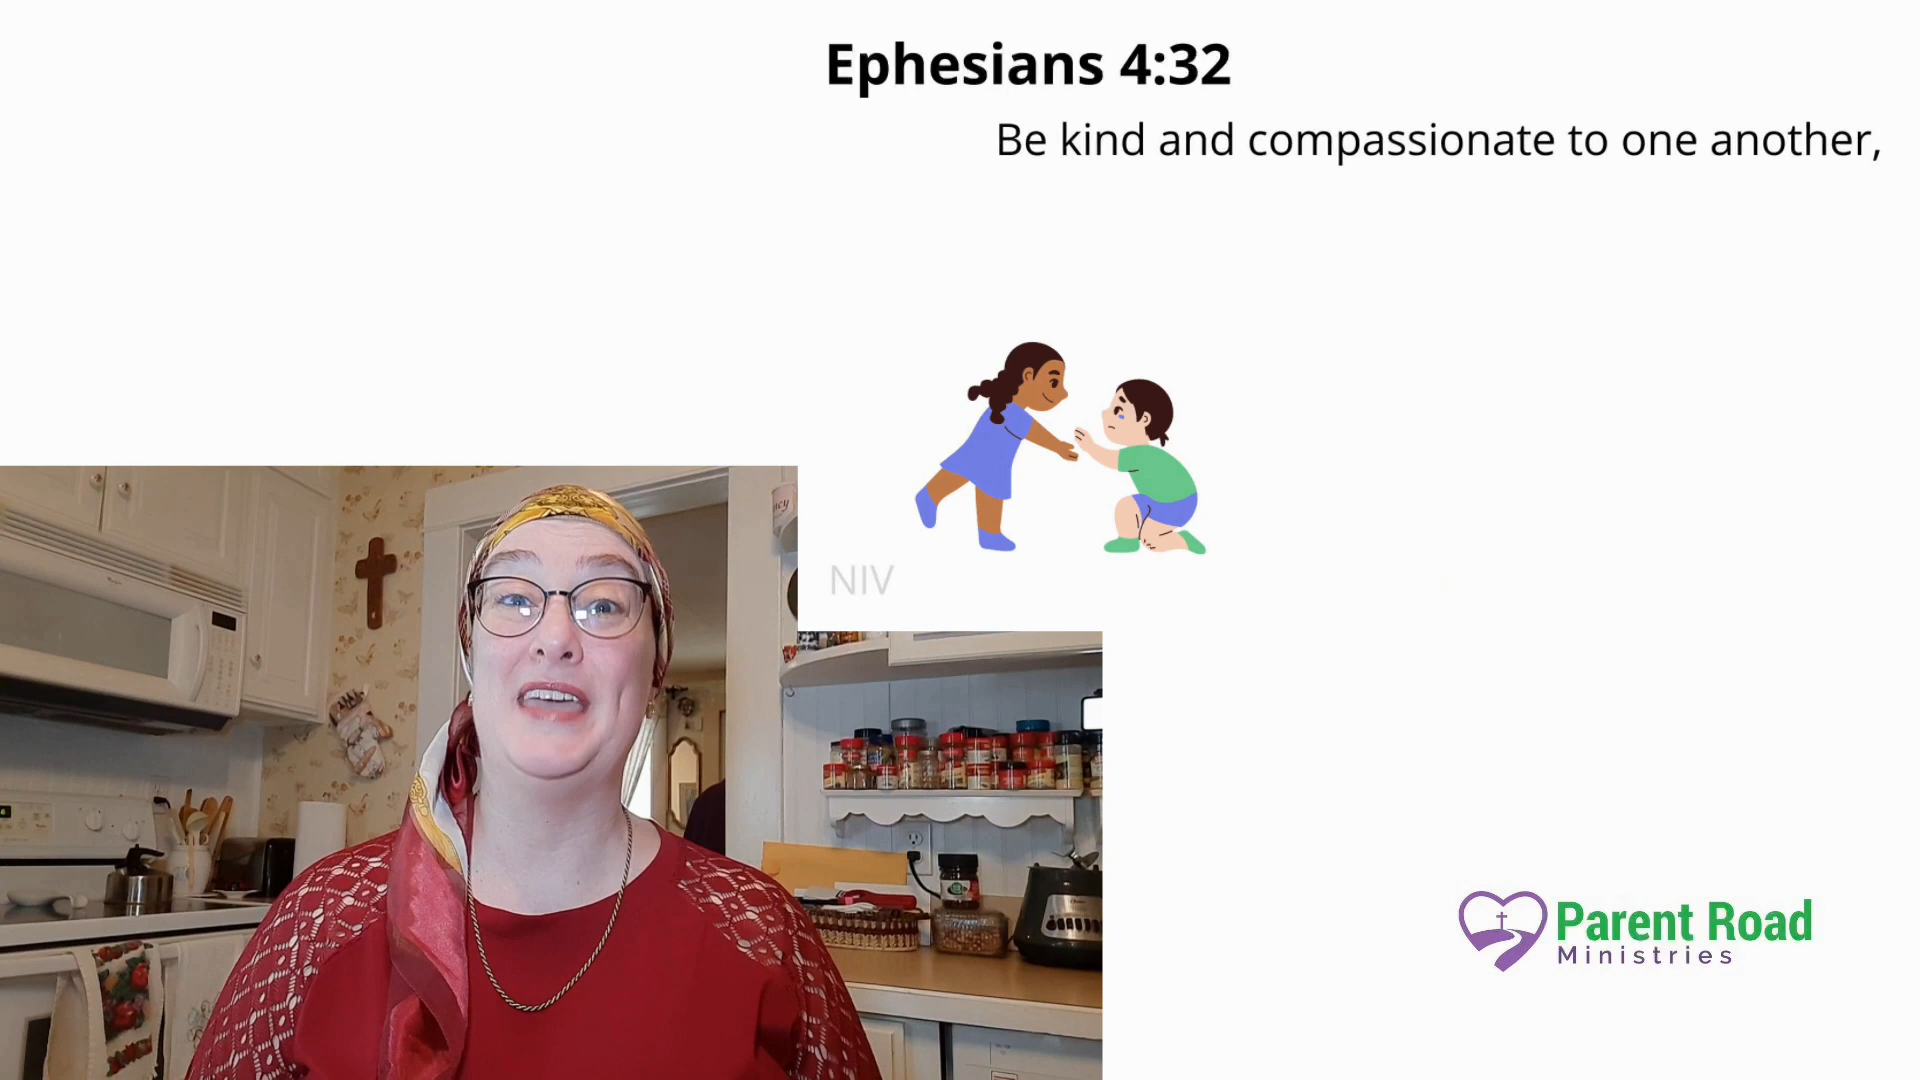 Ephesians 4:32
Be kind and compassionate to one another,
NIV
Parent Road
Ministries